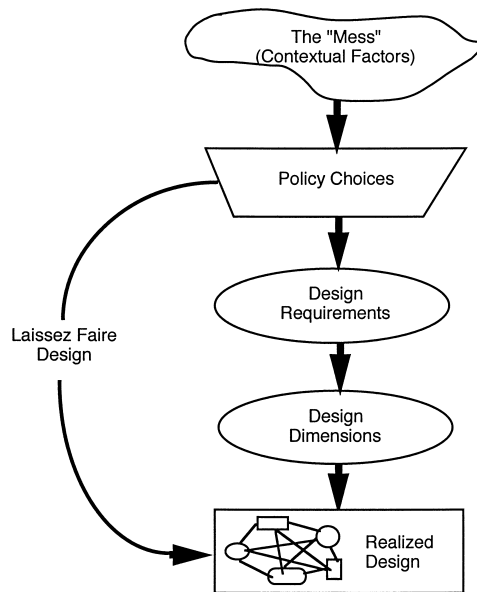 The "Mess"
(Contextual Factors)
Policy Choices
Design
Requirements
Laissez Faire
Design
Design
Dimensions
Realized
Design